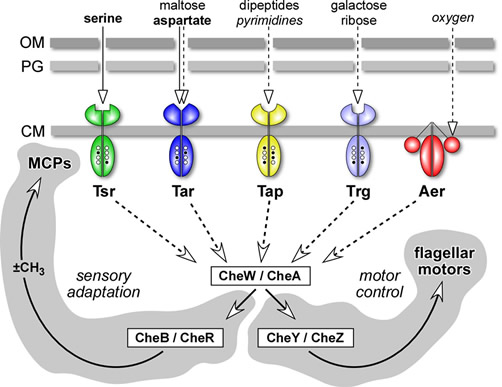 serine
maltose
aspartate
dipeptides
pyrimidines
galactose
ribose
oxygen
OM
PG
CM
MCPs
Tsr
Tar
Tap
Trg
Aer
±CH3
sensory
adaptation
CheW / CheA
motor
control
flagellar
motors
CheB / CheR
CheY / CheZ